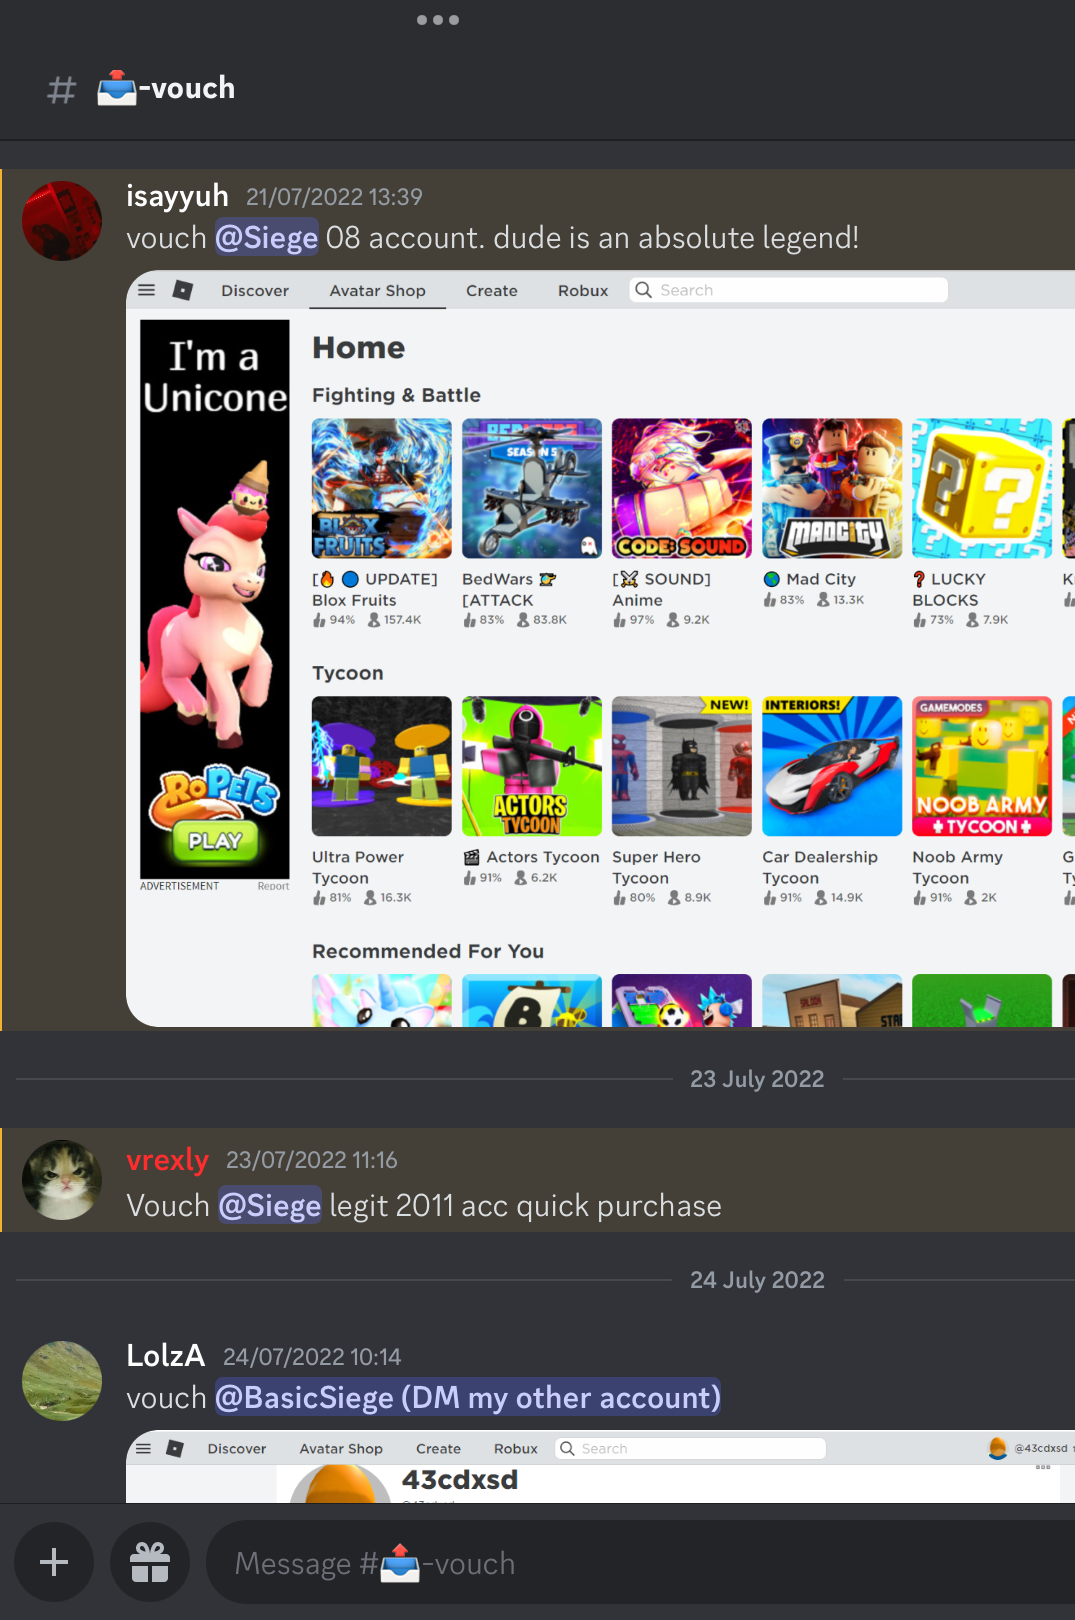 # 📥-vouch
isayyuh 21/07/2022 13:39
vouch @Siege 08 account. dude is an absolute legend!
Discover Avatar Shop Create Robux Search
I'm a
Unicone
ROPETS
PLAY
ADVERTISEMENT Report
Home
Fighting & Battle
BLOX
FRUITS
SEASON 5
CODE: SOUND
MADCITY
[🔥 🔵 UPDATE] BedWars [⚔️ SOUND] 🌎 Mad City ❓ LUCKY
Blox Fruits [ATTACK Anime 83% 13.3K BLOCKS
94% 157.4K 83% 83.8K 97% 9.2K 73% 7.9K
Tycoon
ACTORS
TYCOON
NEW!
INTERIORS!
GAMEMODES
NOOB ARMY
+TYCOON+
Ultra Power 🎬 Actors Tycoon Super Hero Car Dealership Noob Army
Tycoon 91% 6.2K Tycoon Tycoon Tycoon
81% 16.3K 80% 8.9K 91% 14.9K 91% 2K
Recommended For You
B
SALOON
23 July 2022
vrexly 23/07/2022 11:16
Vouch @Siege legit 2011 acc quick purchase
24 July 2022
LolzA 24/07/2022 10:14
vouch @BasicSiege (DM my other account)
Discover Avatar Shop Create Robux Search @43cdxsd
43cdxsd
Message #📤-vouch